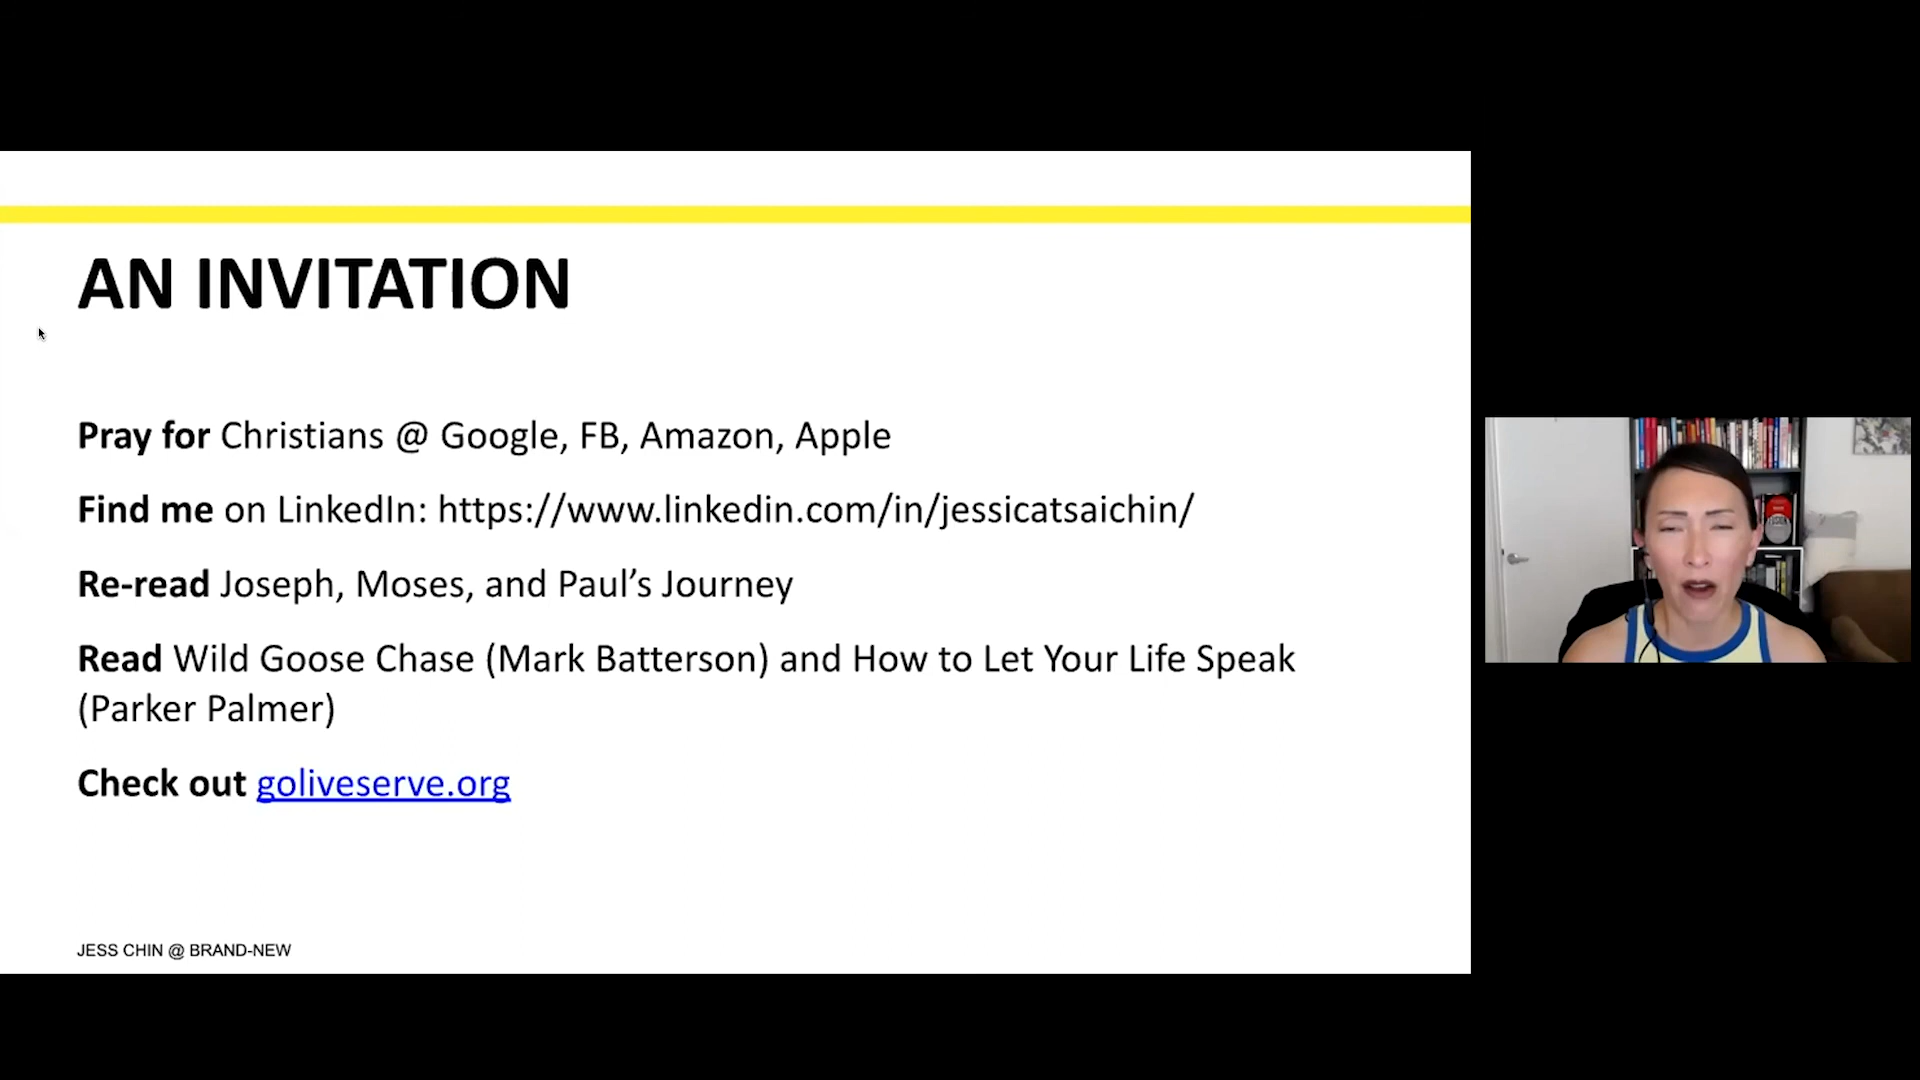 AN INVITATION
Pray for Christians @ Google, FB, Amazon, Apple
Find me on LinkedIn: https://www.linkedin.com/in/jessicatsaichin/
Re-read Joseph, Moses, and Paul’s Journey
Read Wild Goose Chase (Mark Batterson) and How to Let Your Life Speak
(Parker Palmer)
Check out goliveserve.org
JESS CHIN @ BRAND-NEW